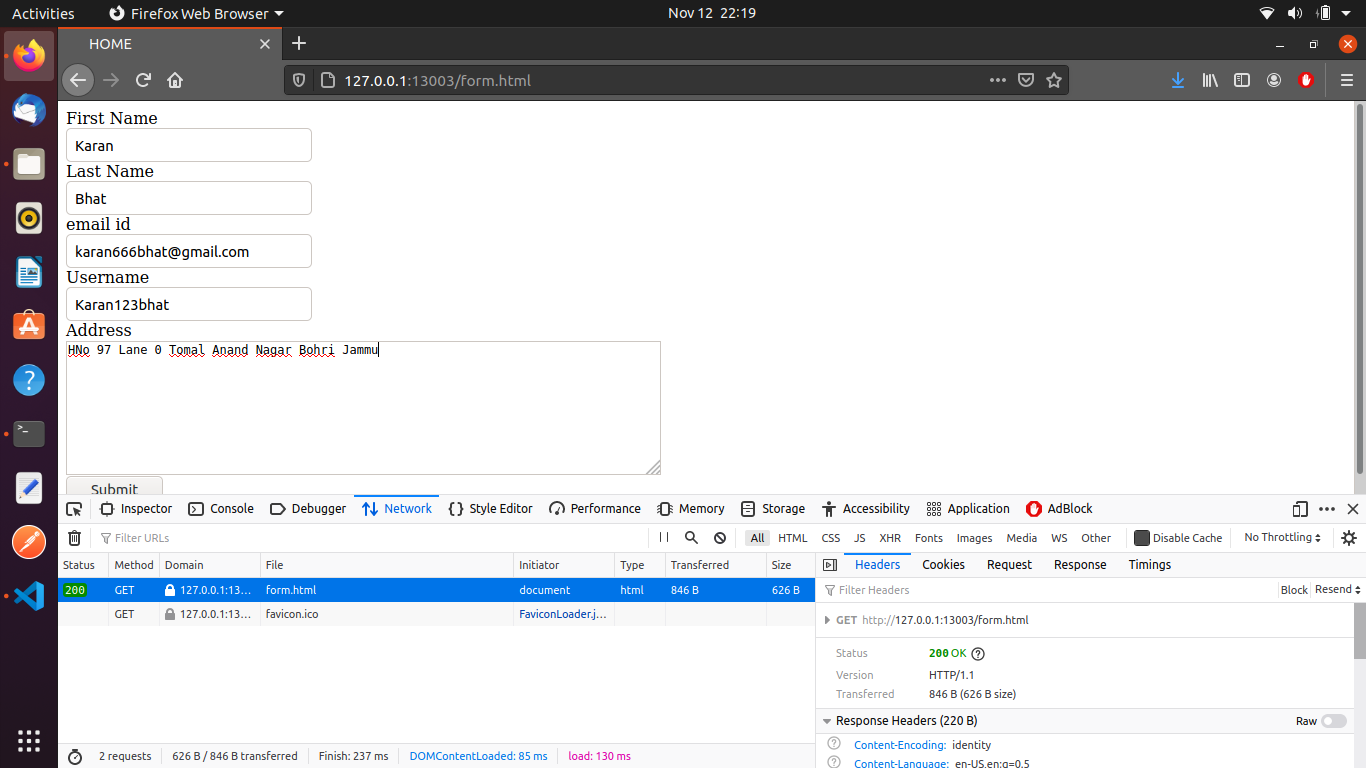 Activities Firefox Web Browser Nov 12 22:19
HOME
127.0.0.1:13003/form.html
First Name
Karan
Last Name
Bhat
email id
karan666bhat@gmail.com
Username
Karan123bhat
Address
HNo 97 Lane 0 Tomal Anand Nagar Bohri Jammu
Submit
Inspector Console Debugger Network Style Editor Performance Memory Storage Accessibility Application AdBlock
Filter URLs All HTML CSS JS XHR Fonts Images Media WS Other Disable Cache No Throttling
Status Method Domain File Initiator Type Transferred Size
200 GET 127.0.0.1:13... form.html document html 846 B 626 B
GET 127.0.0.1:13... favicon.ico FaviconLoader.j...
Headers Cookies Request Response Timings
Filter Headers Block Resend
GET http://127.0.0.1:13003/form.html
Status 200 OK
Version HTTP/1.1
Transferred 846 B (626 B size)
Response Headers (220 B) Raw
Content-Encoding: identity
Content-Language: en-US,en;q=0.5
2 requests 626 B / 846 B transferred Finish: 237 ms DOMContentLoaded: 85 ms load: 130 ms